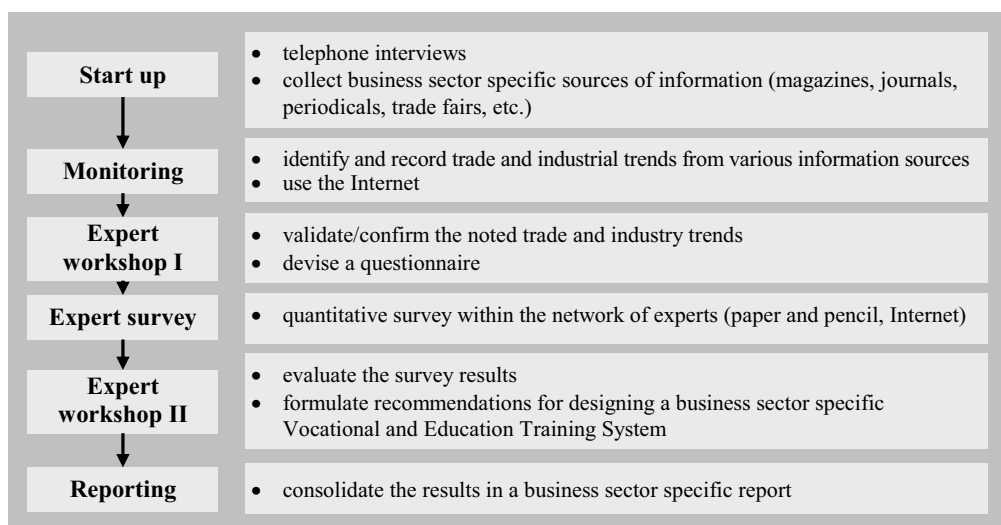 Start up
• telephone interviews
• collect business sector specific sources of information (magazines, journals,
periodicals, trade fairs, etc.)
Monitoring
• identify and record trade and industrial trends from various information sources
• use the Internet
Expert
workshop I
• validate/confirm the noted trade and industry trends
• devise a questionnaire
Expert survey
• quantitative survey within the network of experts (paper and pencil, Internet)
Expert
workshop II
• evaluate the survey results
• formulate recommendations for designing a business sector specific
Vocational and Education Training System
Reporting
• consolidate the results in a business sector specific report